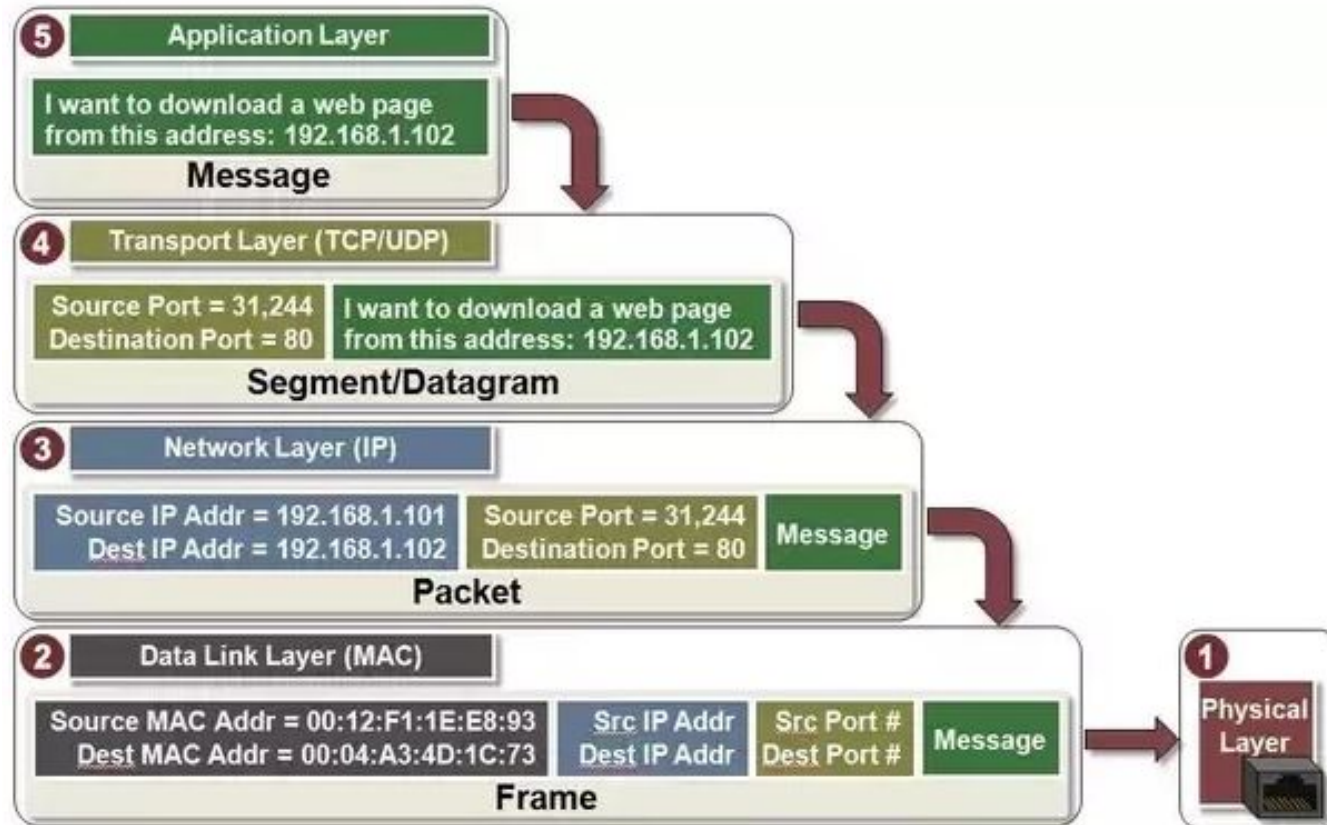 5
Application Layer
I want to download a web page
from this address: 192.168.1.102
Message
4
Transport Layer (TCP/UDP)
Source Port = 31,244
Destination Port = 80
I want to download a web page
from this address: 192.168.1.102
Segment/Datagram
3
Network Layer (IP)
Source IP Addr = 192.168.1.101
Dest IP Addr = 192.168.1.102
Source Port = 31,244
Destination Port = 80
Message
Packet
2
Data Link Layer (MAC)
Source MAC Addr = 00:12:F1:1E:E8:93
Dest MAC Addr = 00:04:A3:4D:1C:73
Src IP Addr
Dest IP Addr
Src Port #
Dest Port #
Message
Frame
1
Physical
Layer